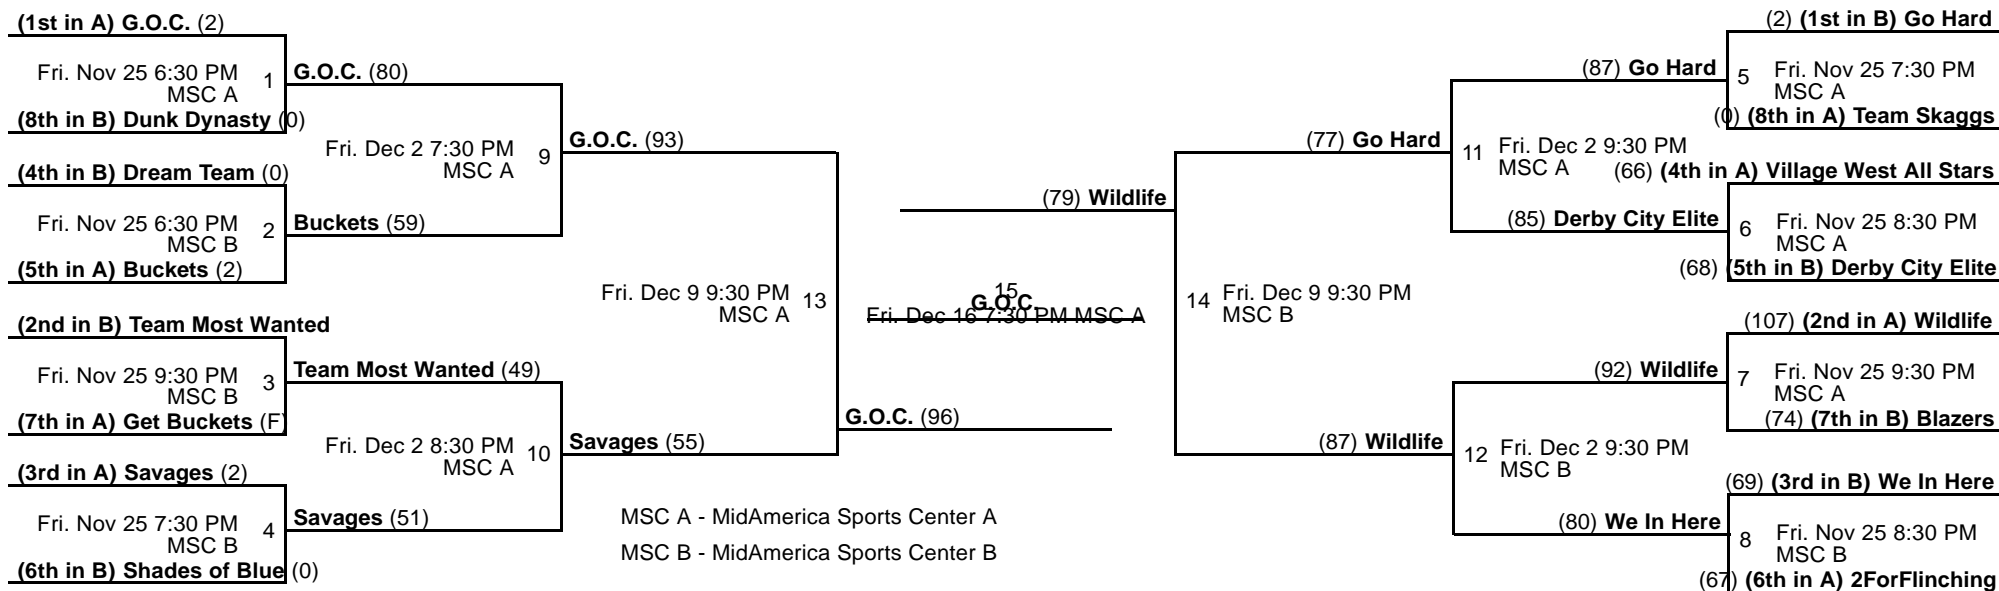 (1st in A) G.O.C. (2)
Fri. Nov 25 6:30 PM 1
MSC A
(8th in B) Dunk Dynasty (0)
G.O.C. (80)
(4th in B) Dream Team (0)
Fri. Nov 25 6:30 PM 2
MSC B
(5th in A) Buckets (2)
Buckets (59)
Fri. Dec 2 7:30 PM 9
MSC A
G.O.C. (93)
(2nd in B) Team Most Wanted
Fri. Nov 25 9:30 PM 3
MSC B
(7th in A) Get Buckets (F)
Team Most Wanted (49)
(3rd in A) Savages (2)
Fri. Nov 25 7:30 PM 4
MSC B
(6th in B) Shades of Blue (0)
Savages (51)
Fri. Dec 2 8:30 PM 10
MSC A
Savages (55)
Fri. Dec 9 9:30 PM 13
MSC A
G.O.C. (96)
15
G.O.C.
Fri. Dec 16 7:30 PM MSC A
(79) Wildlife
14 Fri. Dec 9 9:30 PM
MSC B
(77) Go Hard
11 Fri. Dec 2 9:30 PM
MSC A
(87) Go Hard
(2) (1st in B) Go Hard
5 Fri. Nov 25 7:30 PM
MSC A
(0) (8th in A) Team Skaggs
(85) Derby City Elite
(66) (4th in A) Village West All Stars
6 Fri. Nov 25 8:30 PM
MSC A
(68) (5th in B) Derby City Elite
(87) Wildlife
12 Fri. Dec 2 9:30 PM
MSC B
(92) Wildlife
(107) (2nd in A) Wildlife
7 Fri. Nov 25 9:30 PM
MSC A
(74) (7th in B) Blazers
(80) We In Here
(69) (3rd in B) We In Here
8 Fri. Nov 25 8:30 PM
MSC B
(67) (6th in A) 2ForFlinching
MSC A - MidAmerica Sports Center A
MSC B - MidAmerica Sports Center B